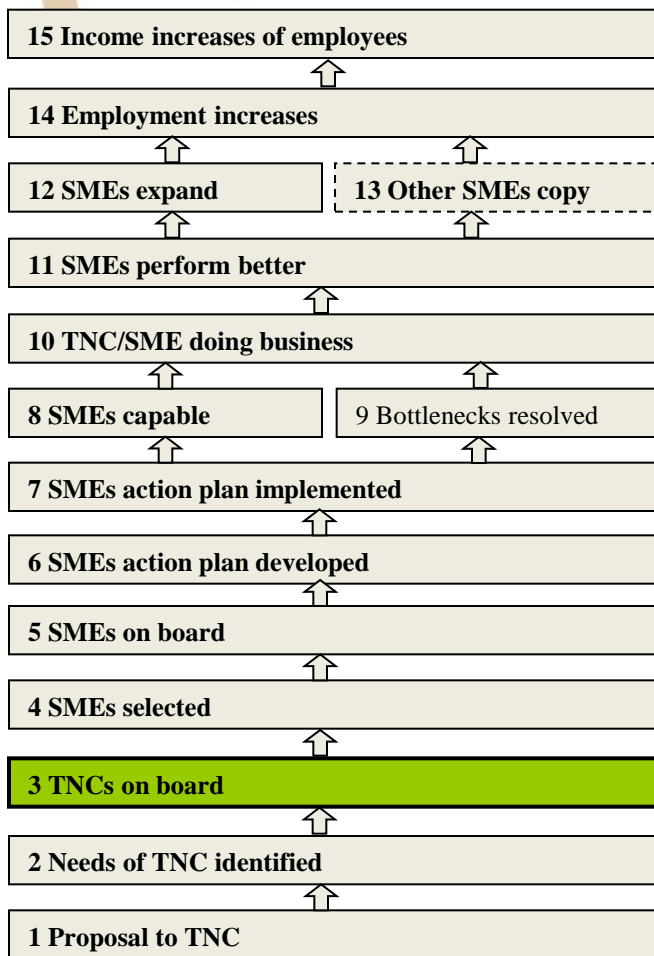 15 Income increases of employees
14 Employment increases
12 SMEs expand
13 Other SMEs copy
11 SMEs perform better
10 TNC/SME doing business
8 SMEs capable
9 Bottlenecks resolved
7 SMEs action plan implemented
6 SMEs action plan developed
5 SMEs on board
4 SMEs selected
3 TNCs on board
2 Needs of TNC identified
1 Proposal to TNC